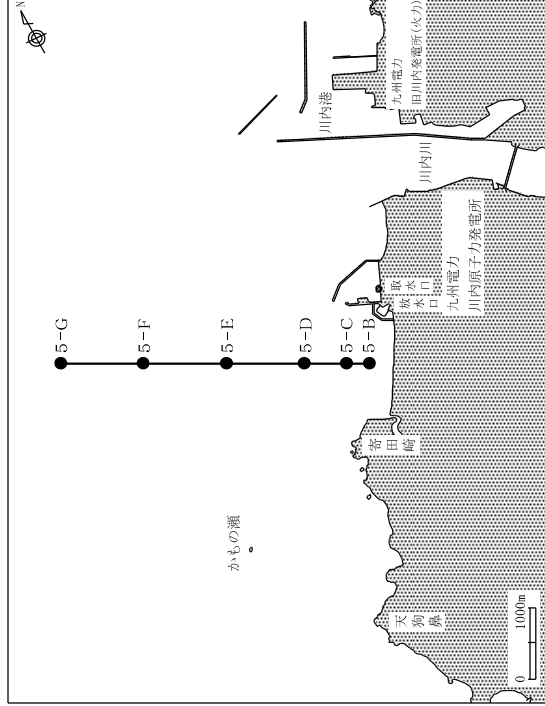 N
5-G
5-F
5-E
5-D
5-C
5-B
かもの瀬
川内港
九州電力
旧川内発電所(火力)
川内川
取水口
放水口
九州電力
川内原子力発電所
寄田崎
天狗鼻
0 1000m